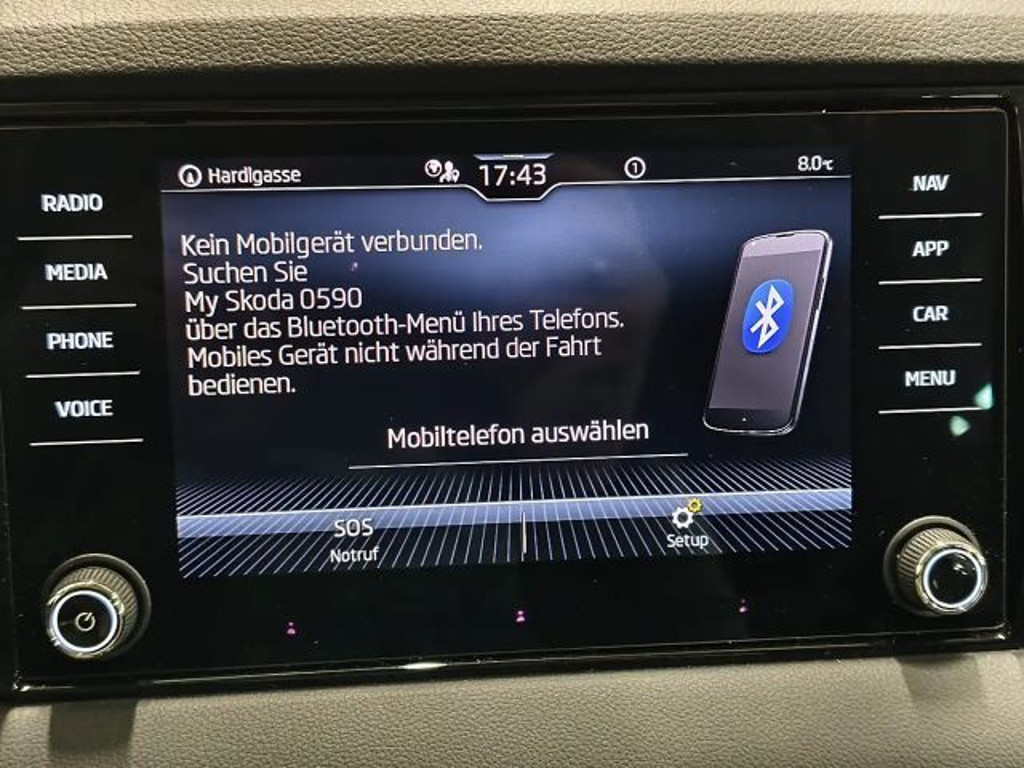 Hardlgasse
17:43
1
8.0°C
RADIO
MEDIA
PHONE
VOICE
Kein Mobilgerät verbunden.
Suchen Sie
My Skoda 0590
über das Bluetooth-Menü Ihres Telefons.
Mobiles Gerät nicht während der Fahrt
bedienen.
Mobiltelefon auswählen
SOS
Notruf
Setup
NAV
APP
CAR
MENU